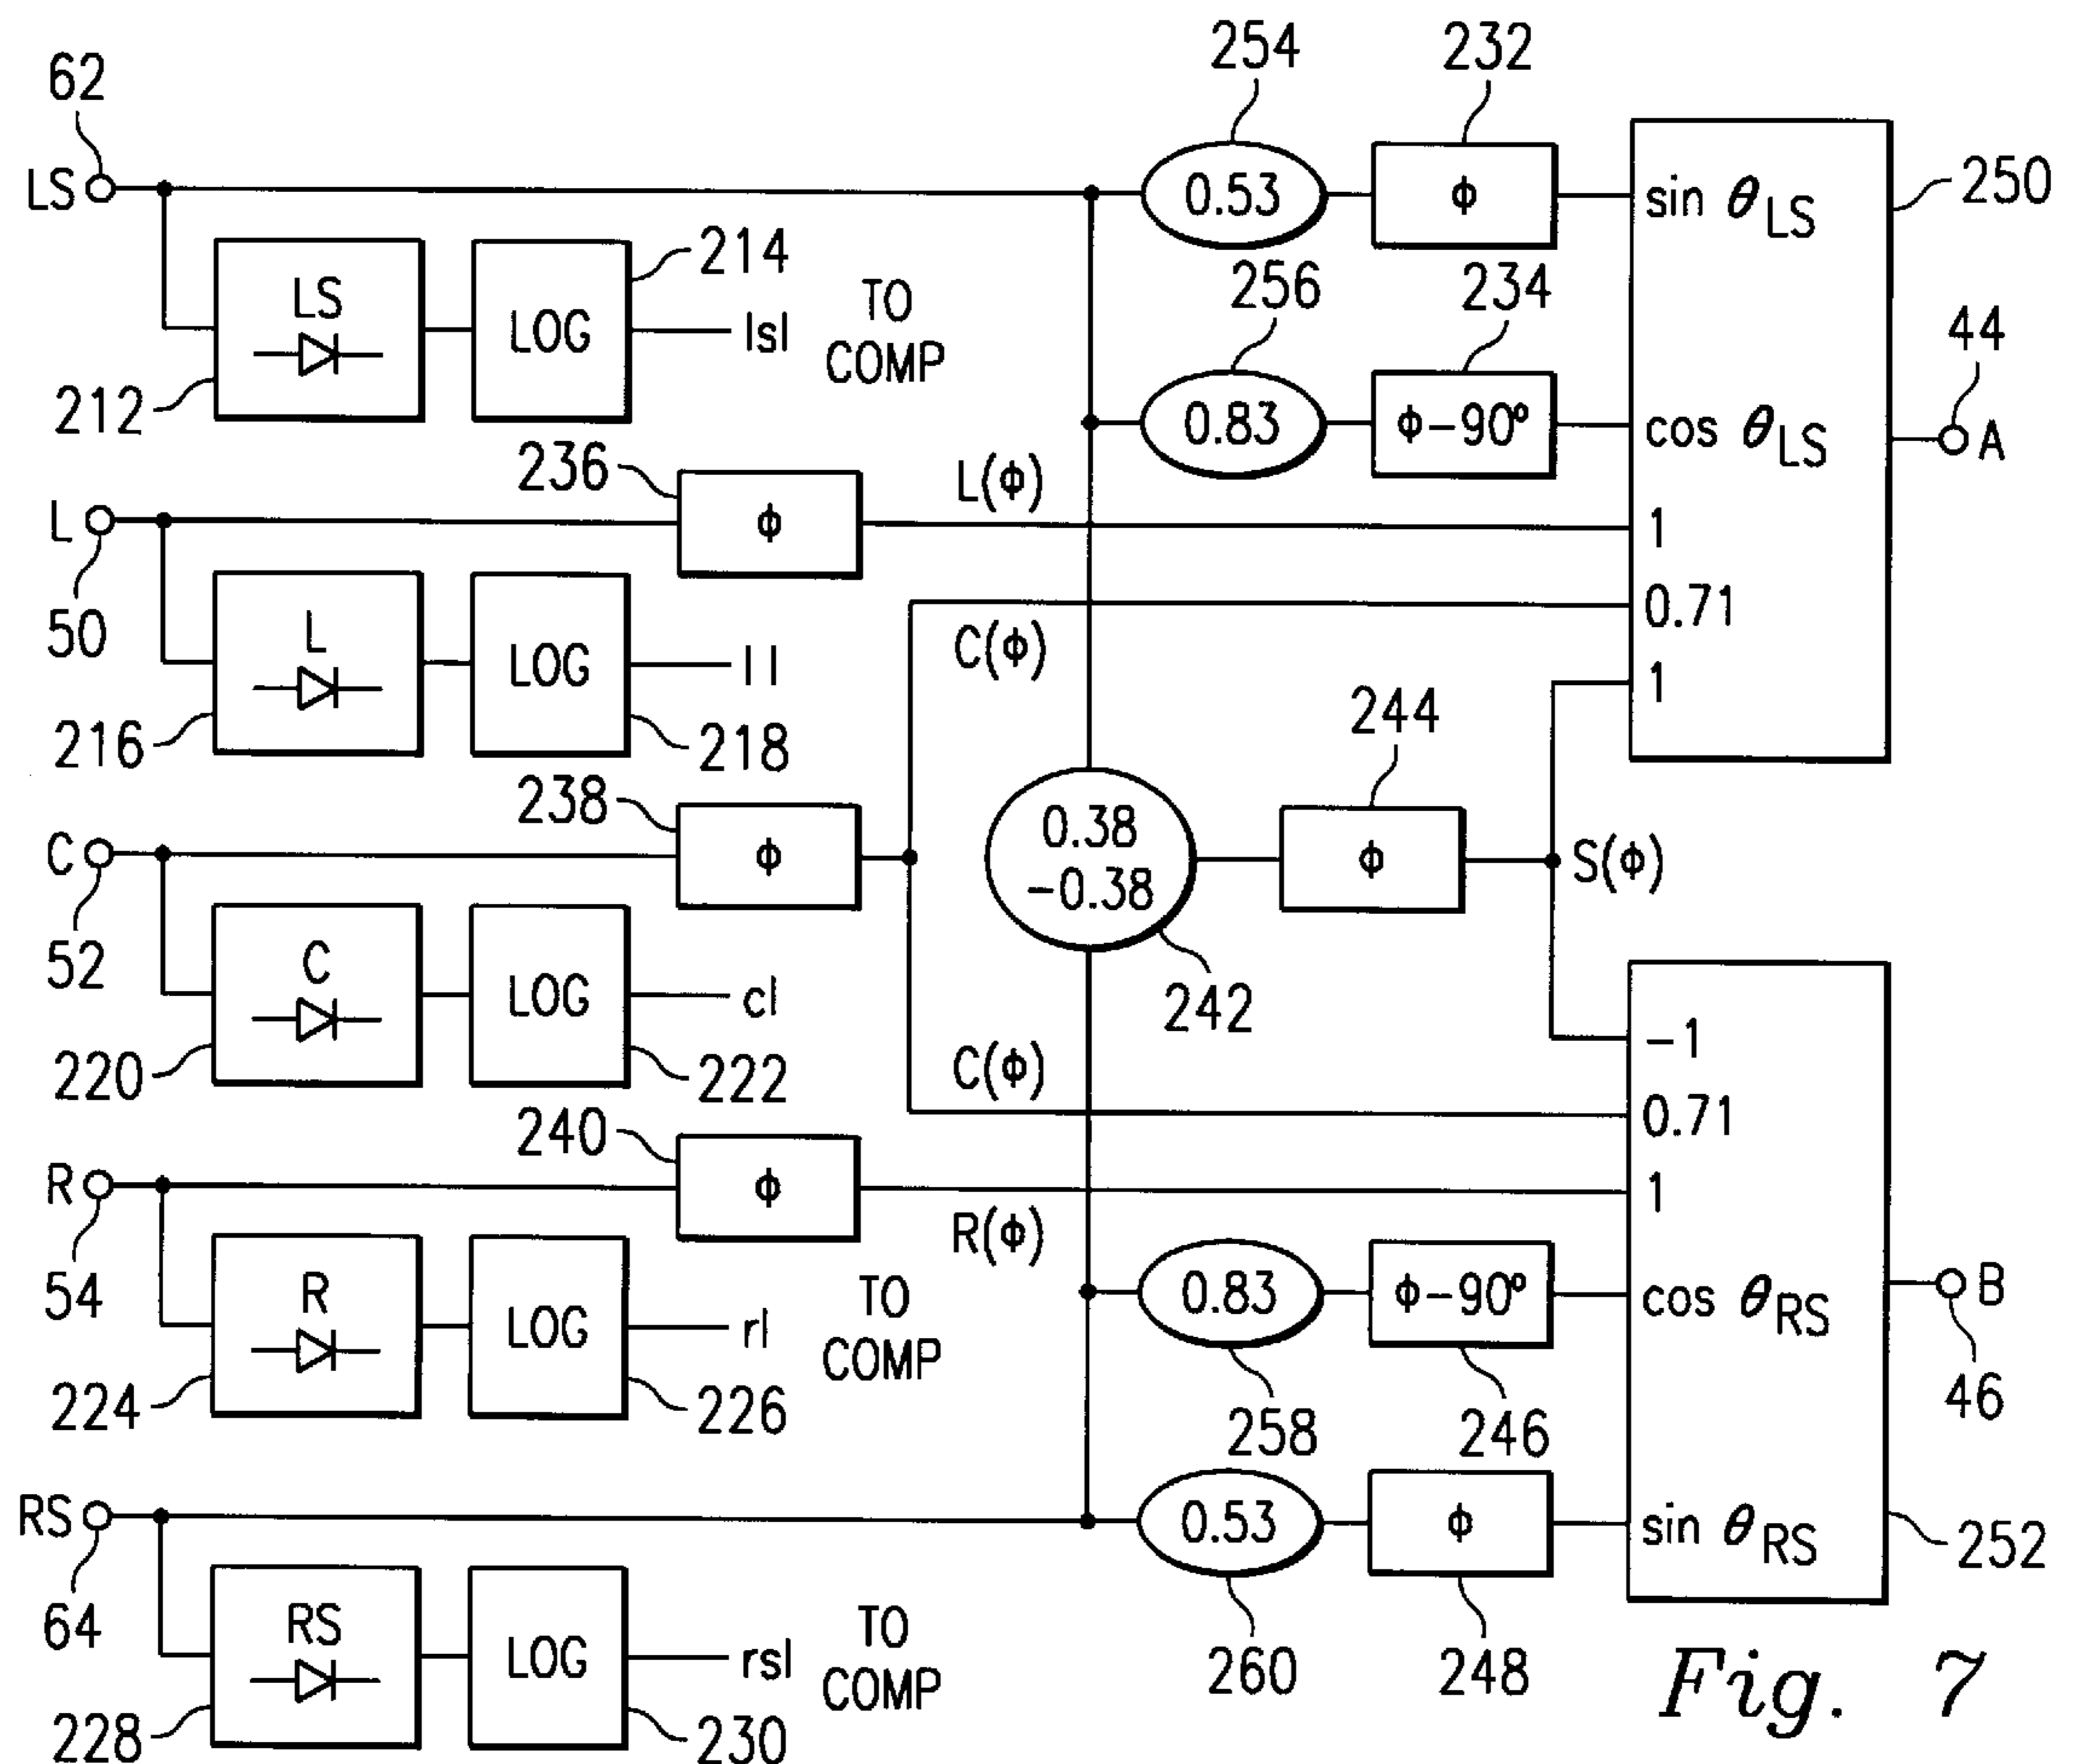 254
232
62
LS
0.53
ϕ
sin θLS
250
214
LS
LOG
lsl
TO
COMP
212
256
234
0.83
ϕ–90°
cos θLS
44
A
236
ϕ
L(ϕ)
1
L
50
L
LOG
ll
216
218
C(ϕ)
0.71
1
238
ϕ
244
0.38
–0.38
ϕ
S(ϕ)
242
C
52
C
LOG
cl
220
222
C(ϕ)
–1
0.71
240
ϕ
R(ϕ)
1
R
54
R
LOG
rl
TO
COMP
224
226
0.83
ϕ–90°
cos θRS
B
46
258
246
RS
64
0.53
ϕ
sin θRS
252
RS
LOG
rsl
TO
COMP
228
230
260
248
Fig. 7